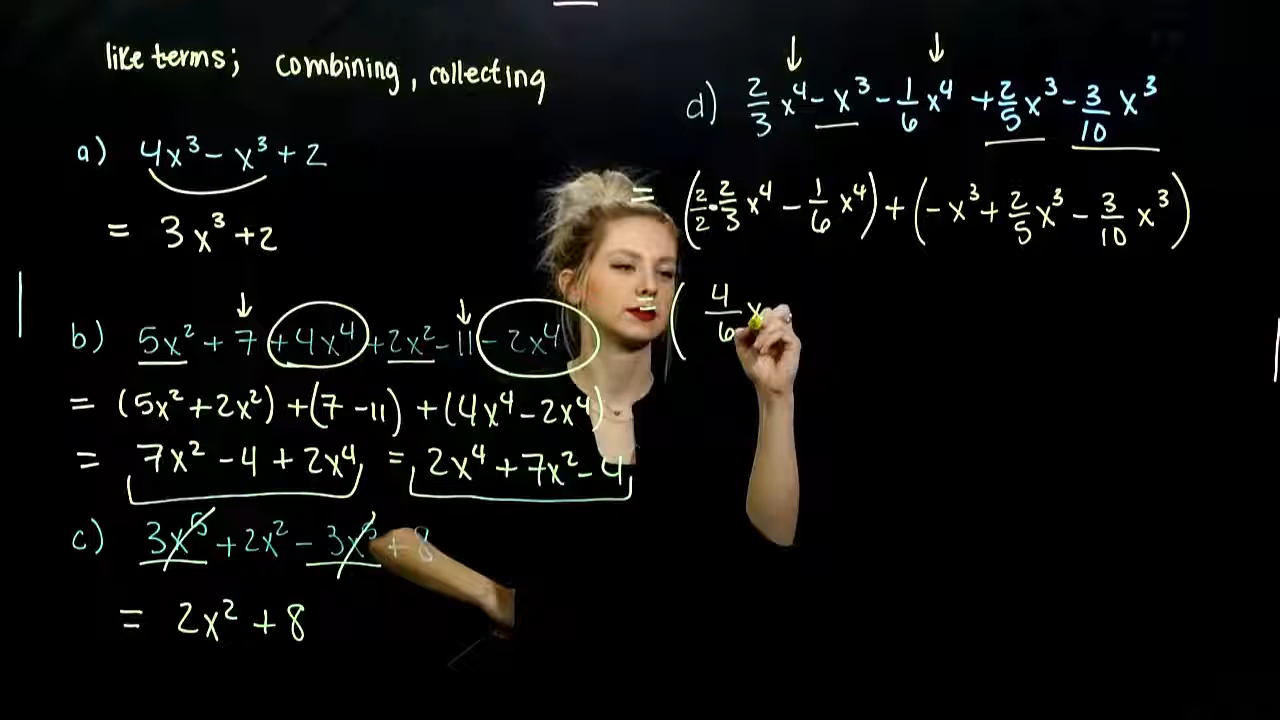 like terms; combining, collecting
a) 4x³ - x³ + 2
= 3x³ + 2
b) 5x² + 7 + 4x⁴ + 2x² - 11 - 2x⁴
= (5x² + 2x²) + (7 - 11) + (4x⁴ - 2x⁴)
= 7x² - 4 + 2x⁴ = 2x⁴ + 7x² - 4
c) 3x⁵ + 2x² - 3x⁵ + 8
= 2x² + 8
d) 2/3 x⁴ - x³ - 1/6 x⁴ + 2/5 x³ - 3/10 x³
= (2/2 • 2/3 x⁴ - 1/6 x⁴) + (-x³ + 2/5 x³ - 3/10 x³)
= ( 4/6 x